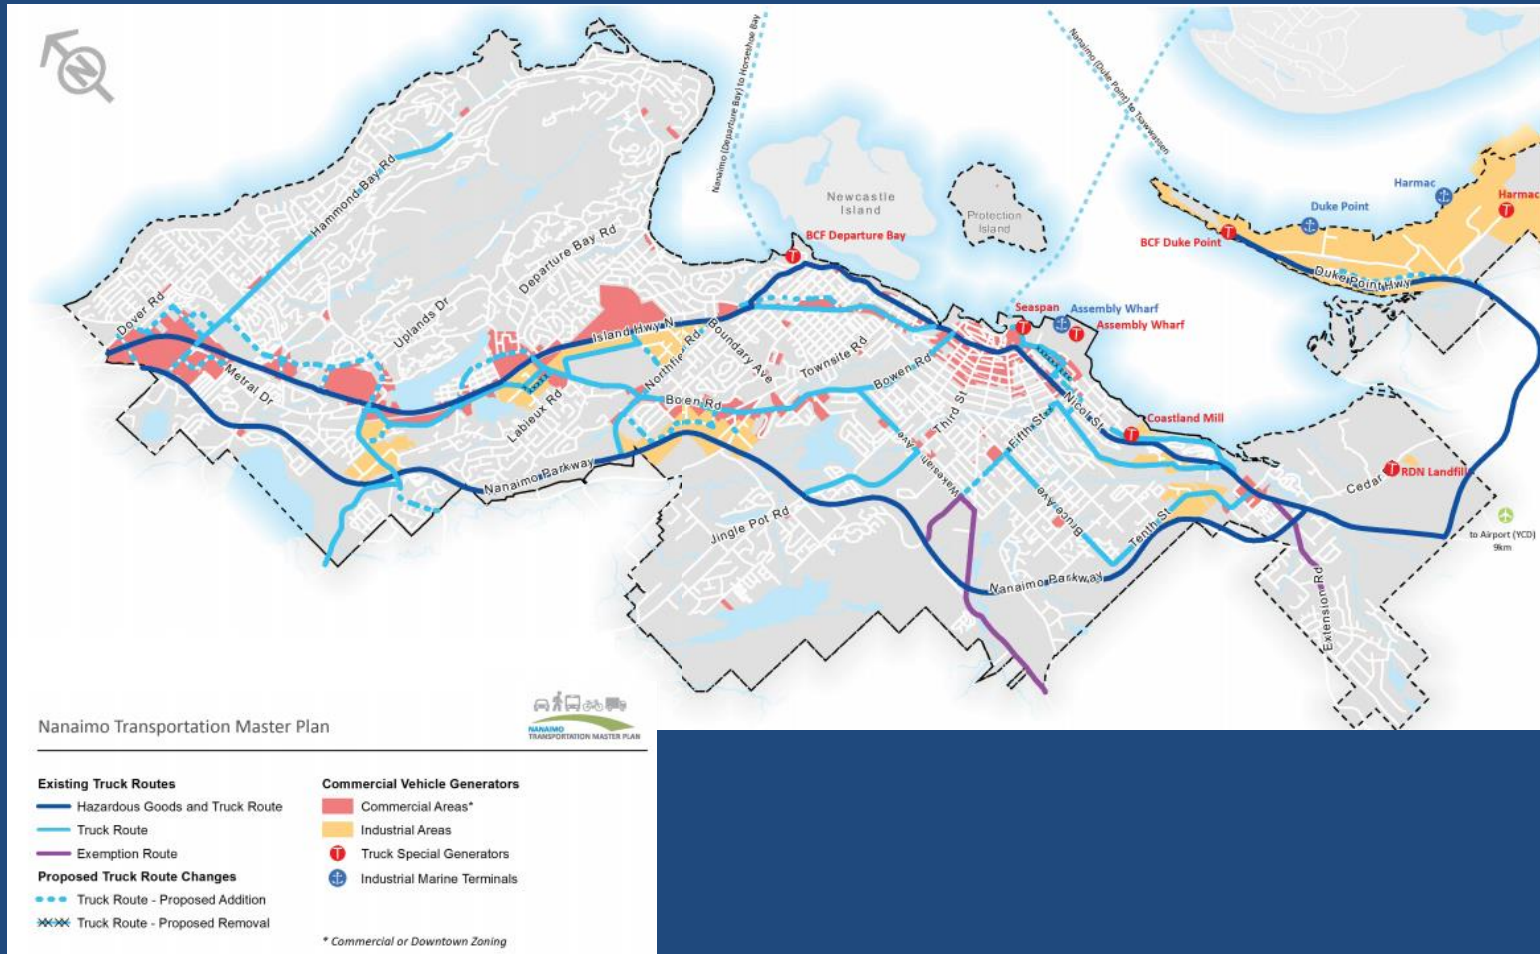 Nanaimo (Departure Bay) to Horseshoe Bay
Nanaimo (Duke Point) to Tsawwassen
N
Hammond Bay Rd
Newcastle
Island
Protection
Island
BCF Departure Bay
Harmac
Harmac
Duke Point
BCF Duke Point
Duke Point Hwy
Departure Bay Rd
Dover Rd
Uplands Dr
Island Hwy N
Boundary Ave
Northfield Rd
Townsite Rd
Seaspan
Assembly Wharf
Assembly Wharf
Metral Dr
Labieux Rd
Bowen Rd
Bowen Rd
Third St
Fifth St
Nicol St
Coastland Mill
Wakesiah Ave
Nanaimo Parkway
Cedar
RDN Landfill
Jingle Pot Rd
Bruce Ave
Tenth St
to Airport (YCD)
9km
Nanaimo Parkway
Extension Rd
Nanaimo Transportation Master Plan
NANAIMO
TRANSPORTATION MASTER PLAN
Existing Truck Routes
Hazardous Goods and Truck Route
Truck Route
Exemption Route
Proposed Truck Route Changes
Truck Route - Proposed Addition
Truck Route - Proposed Removal
Commercial Vehicle Generators
Commercial Areas*
Industrial Areas
T Truck Special Generators
Industrial Marine Terminals
* Commercial or Downtown Zoning